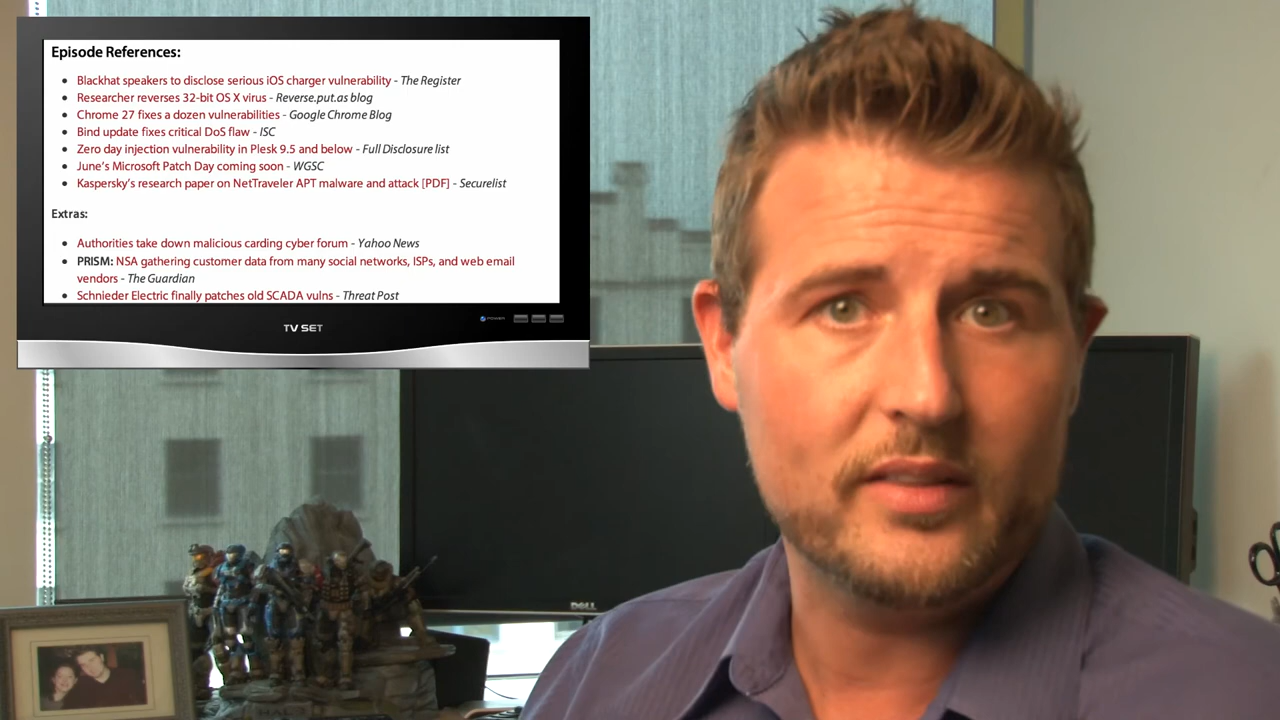 Episode References:
Blackhat speakers to disclose serious iOS charger vulnerability - The Register
Researcher reverses 32-bit OS X virus - Reverse.put.as blog
Chrome 27 fixes a dozen vulnerabilities - Google Chrome Blog
Bind update fixes critical DoS flaw - ISC
Zero day injection vulnerability in Plesk 9.5 and below - Full Disclosure list
June's Microsoft Patch Day coming soon - WGSC
Kaspersky's research paper on NetTraveler APT malware and attack [PDF] - Securelist
Extras:
Authorities take down malicious carding cyber forum - Yahoo News
PRISM: NSA gathering customer data from many social networks, ISPs, and web email
vendors - The Guardian
Schnieder Electric finally patches old SCADA vulns - Threat Post
POWER
TV SET
DELL
HALO